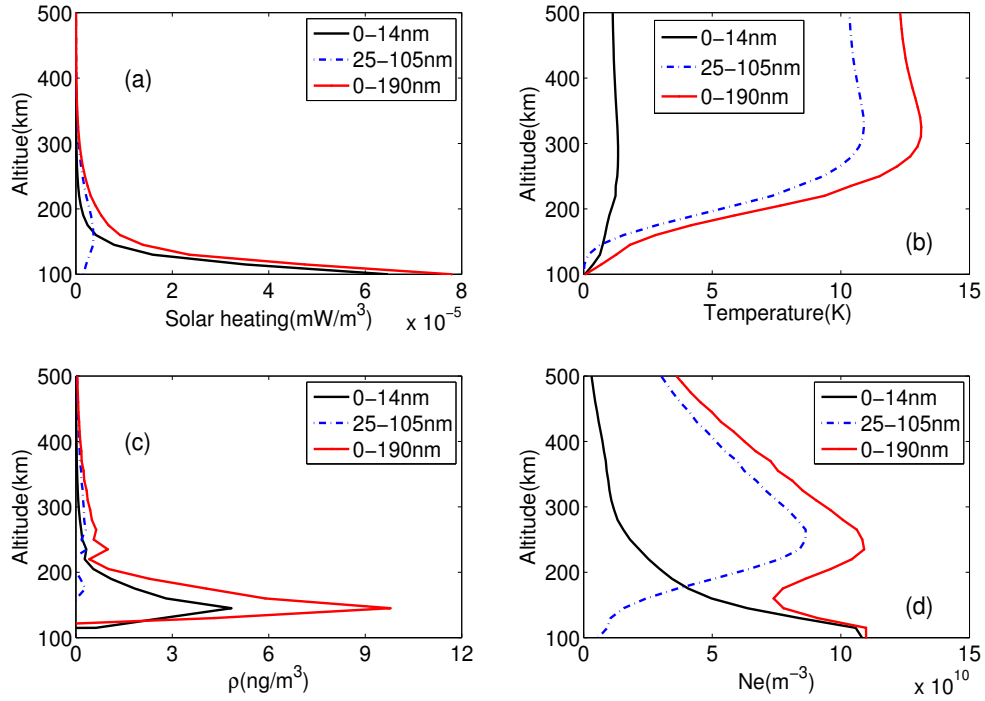 500
400
300
200
100
Altitue(km)
(a)
0−14nm
25−105nm
0−190nm
0
3
6
8
Solar heating(mW/m³)
x 10⁻⁵
500
400
300
200
100
Altitude(km)
0−14nm
25−105nm
0−190nm
(b)
0
5
10
15
Temperature(K)
500
400
300
200
100
Altitude(km)
(c)
0−14nm
25−105nm
0−190nm
0
3
6
9
12
ρ(ng/m³)
500
400
300
200
100
Altitude(km)
0−14nm
25−105nm
0−190nm
(d)
0
5
10
15
Ne(m⁻³)
x 10¹⁰